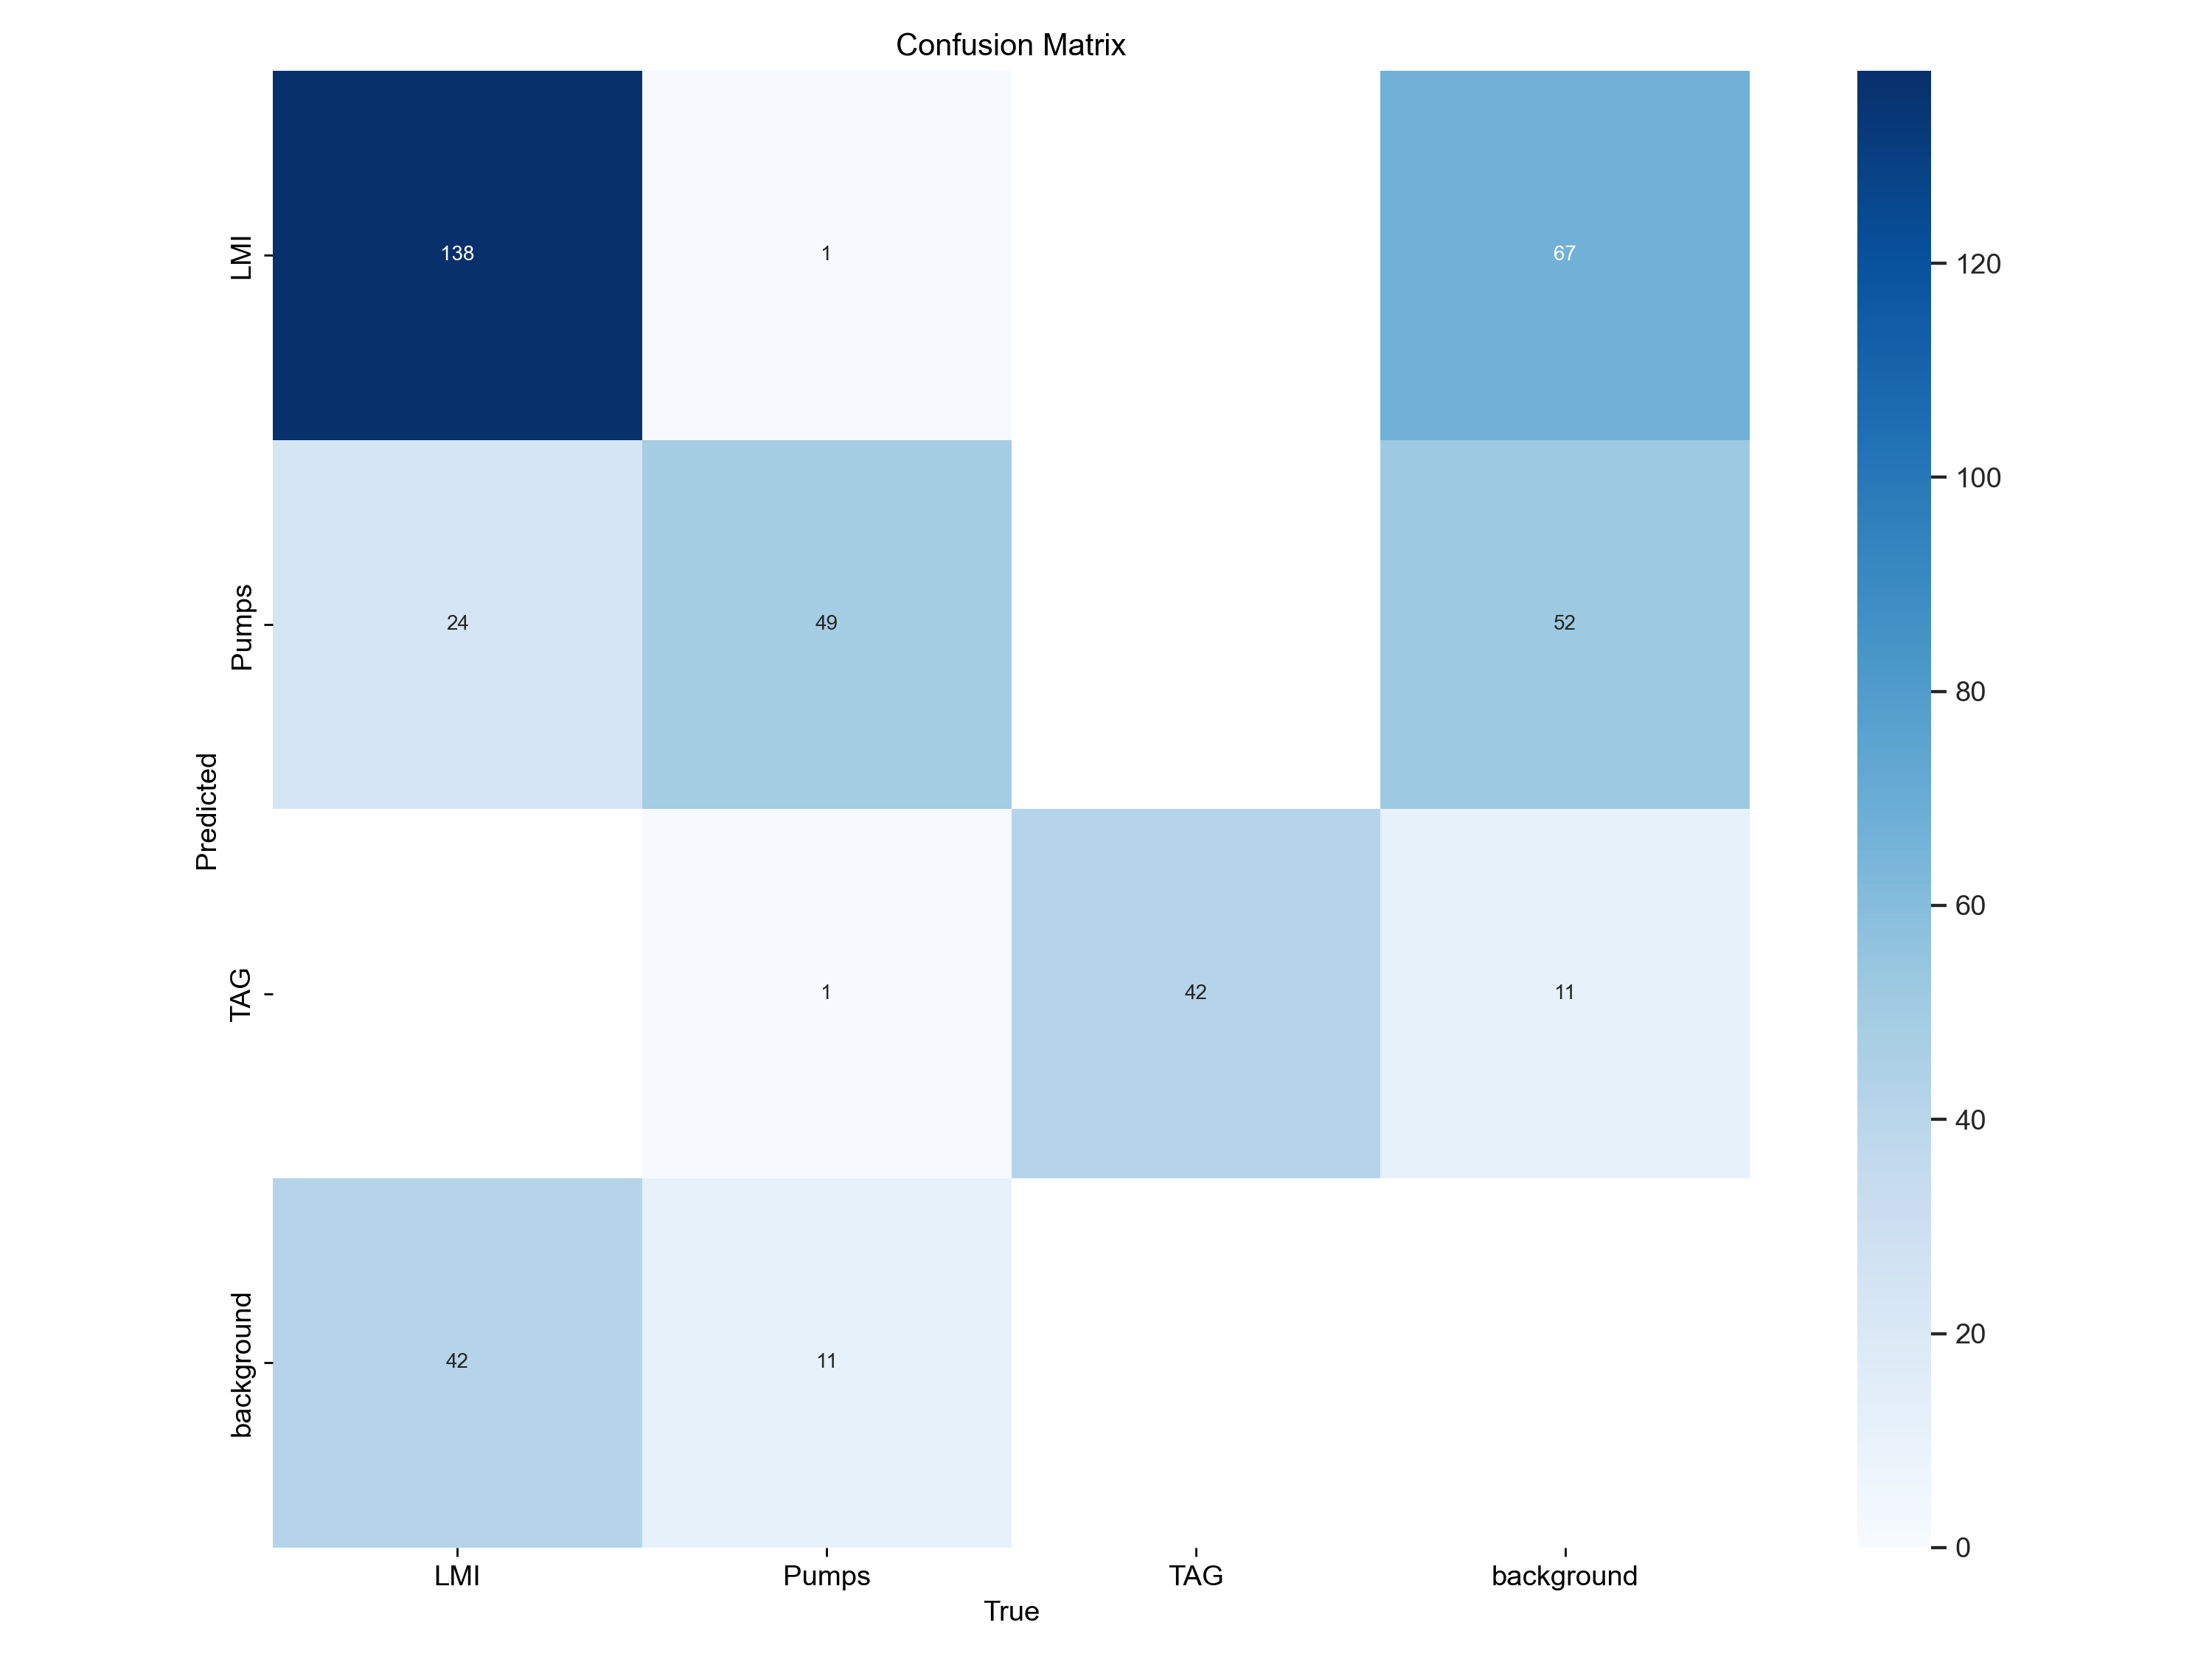 Confusion Matrix
LMI
138
1
67
Pumps
24
49
52
TAG
1
42
11
background
42
11
Predicted
LMI
Pumps
TAG
background
True
120
100
80
60
40
20
0